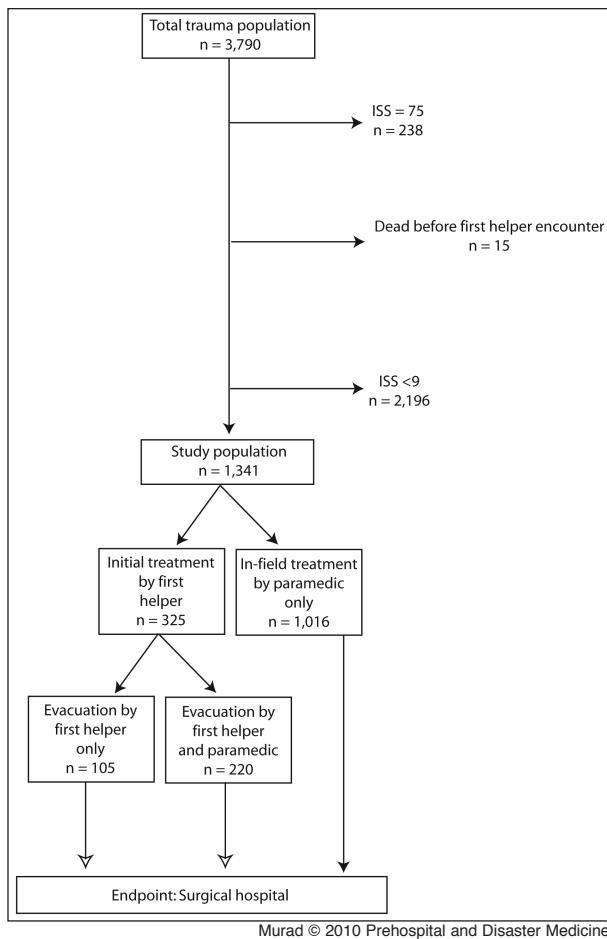 Total trauma population
n = 3,790
ISS = 75
n = 238
Dead before first helper encounter
n = 15
ISS <9
n = 2,196
Study population
n = 1,341
Initial treatment
by first
helper
n = 325
In-field treatment
by paramedic
only
n = 1,016
Evacuation by
first helper
only
n = 105
Evacuation by
first helper
and paramedic
n = 220
Endpoint: Surgical hospital
Murad © 2010 Prehospital and Disaster Medicine